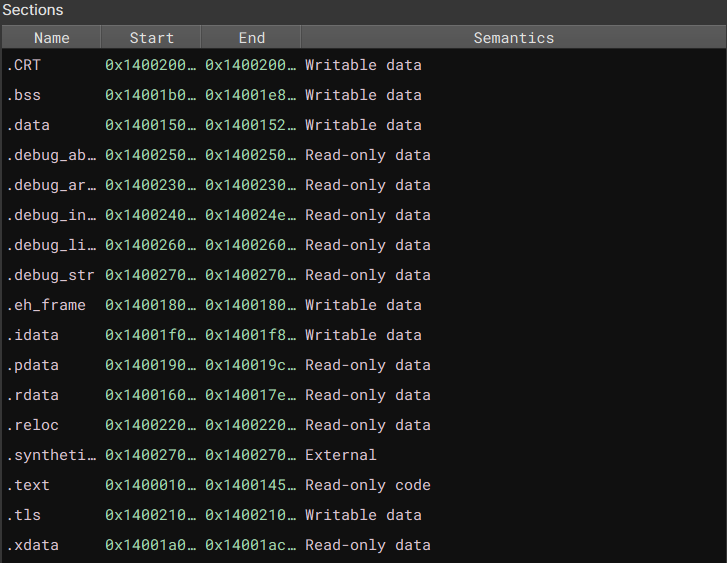 Sections
Name Start End Semantics
.CRT 0x1400200… 0x1400200… Writable data
.bss 0x14001b0… 0x14001e8… Writable data
.data 0x1400150… 0x1400152… Writable data
.debug_ab… 0x1400250… 0x1400250… Read-only data
.debug_ar… 0x1400230… 0x1400230… Read-only data
.debug_in… 0x1400240… 0x140024e… Read-only data
.debug_li… 0x1400260… 0x1400260… Read-only data
.debug_str 0x1400270… 0x1400270… Read-only data
.eh_frame 0x1400180… 0x1400180… Writable data
.idata 0x14001f0… 0x14001f8… Writable data
.pdata 0x1400190… 0x140019c… Read-only data
.rdata 0x1400160… 0x140017e… Read-only data
.reloc 0x1400220… 0x1400220… Read-only data
.syntheti… 0x1400270… 0x1400270… External
.text 0x1400010… 0x1400145… Read-only code
.tls 0x1400210… 0x1400210… Writable data
.xdata 0x14001a0… 0x14001ac… Read-only data